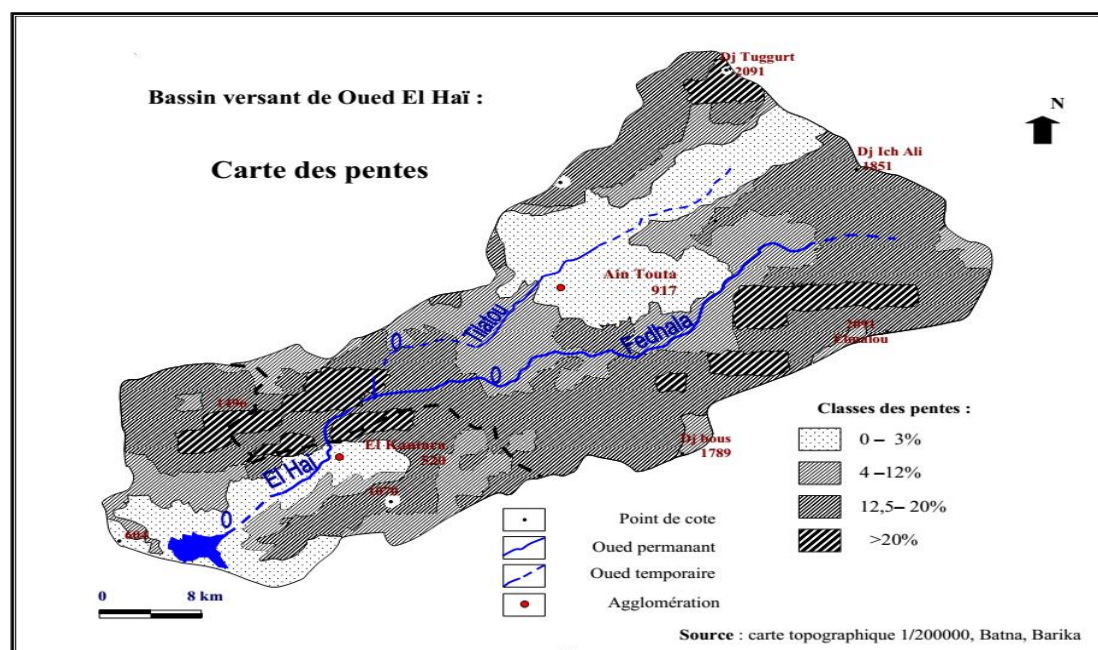 Dj Tuggurt
2091
Bassin versant de Oued El Haï :
N
Carte des pentes
Dj Ich Ali
1851
Ain Touta
917
Tilatou
Fedhala
O
O
2091
1496
Classes des pentes :
0 – 3%
4 –12%
12,5– 20%
>20%
El Kantara
520
Dj bous
1789
El Haï
1070
O
604
Point de cote
Oued permanant
Oued temporaire
Agglomération
0 8 km
Source : carte topographique 1/200000, Batna, Barika